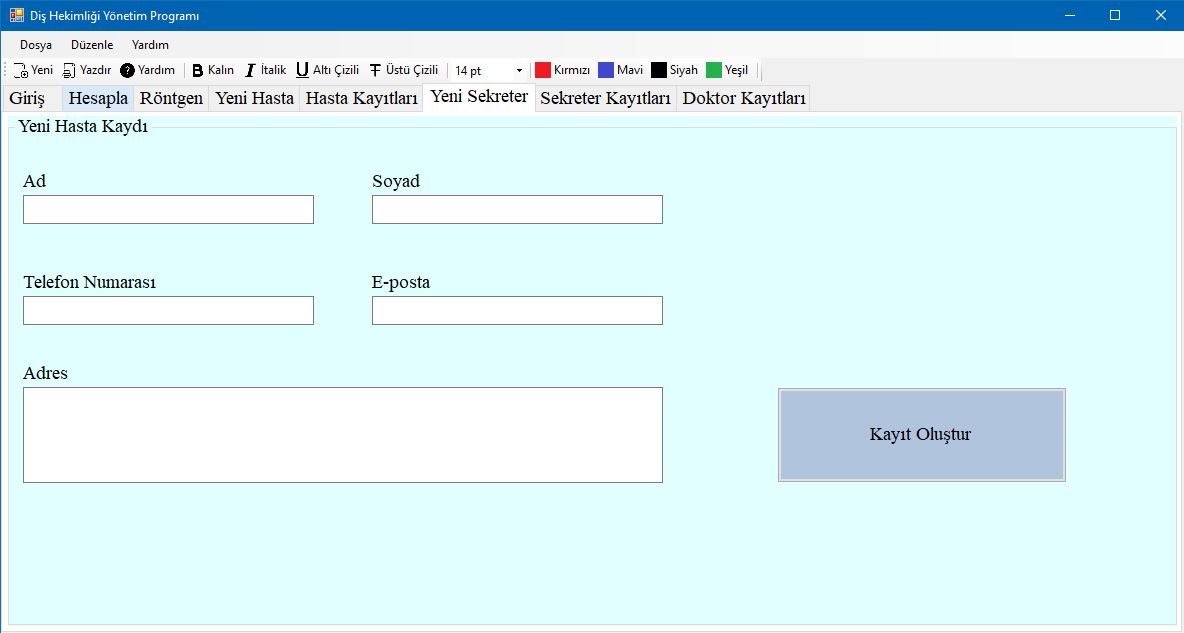 Diş Hekimliği Yönetim Programı
Dosya Düzenle Yardım
Yeni Yazdır Yardım B Kalın I İtalik U Altı Çizili T Üstü Çizili 14 pt Kırmızı Mavi Siyah Yeşil
Giriş Hesapla Röntgen Yeni Hasta Hasta Kayıtları Yeni Sekreter Sekreter Kayıtları Doktor Kayıtları
Yeni Hasta Kaydı
Ad Soyad
Telefon Numarası E-posta
Adres
Kayıt Oluştur